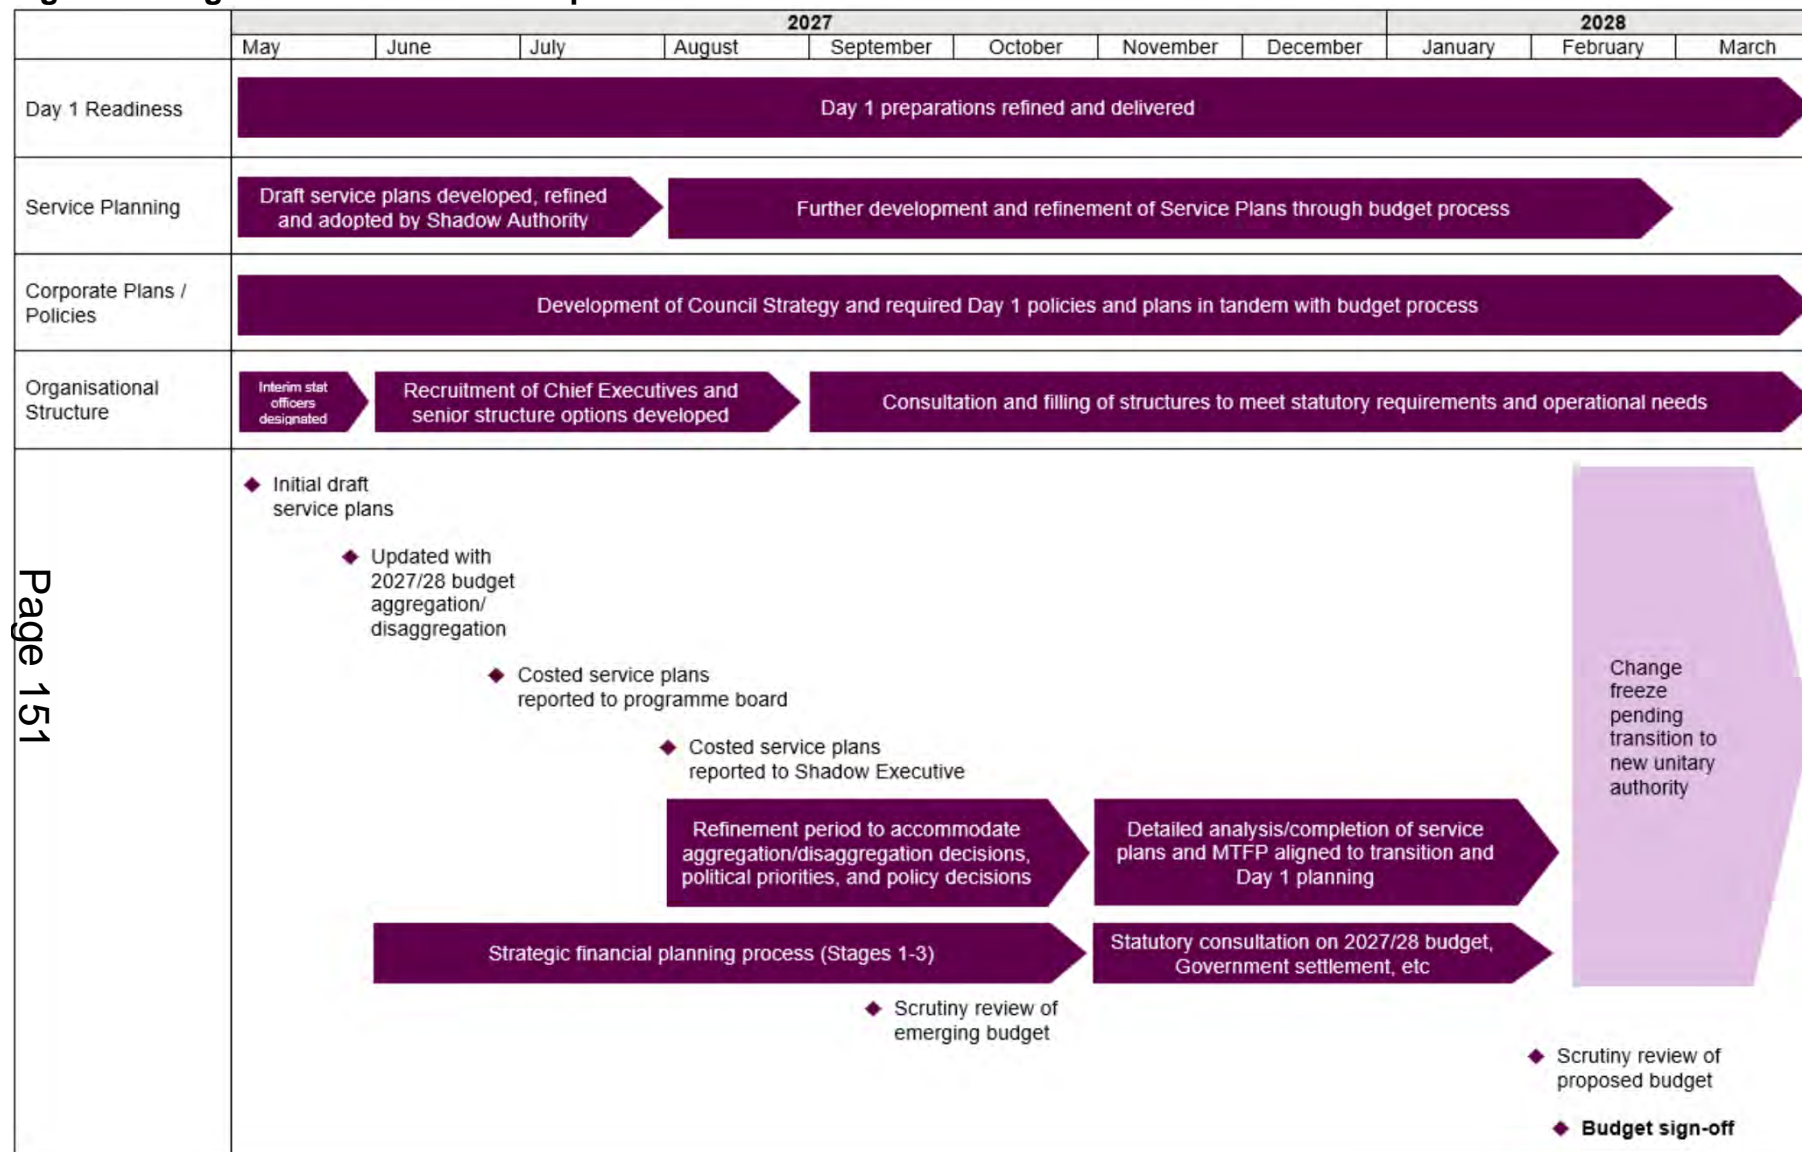 2027 2028
May June July August September October November December January February March
Day 1 Readiness
Day 1 preparations refined and delivered
Service Planning
Draft service plans developed, refined
and adopted by Shadow Authority
Further development and refinement of Service Plans through budget process
Corporate Plans /
Policies
Development of Council Strategy and required Day 1 policies and plans in tandem with budget process
Organisational
Structure
Interim stat
officers
designated
Recruitment of Chief Executives and
senior structure options developed
Consultation and filling of structures to meet statutory requirements and operational needs
Initial draft
service plans
Updated with
2027/28 budget
aggregation/
disaggregation
Costed service plans
reported to programme board
Costed service plans
reported to Shadow Executive
Refinement period to accommodate
aggregation/disaggregation decisions,
political priorities, and policy decisions
Detailed analysis/completion of service
plans and MTFP aligned to transition and
Day 1 planning
Strategic financial planning process (Stages 1-3)
Statutory consultation on 2027/28 budget,
Government settlement, etc
Change
freeze
pending
transition to
new unitary
authority
Scrutiny review of
emerging budget
Scrutiny review of
proposed budget
Budget sign-off
Page 151